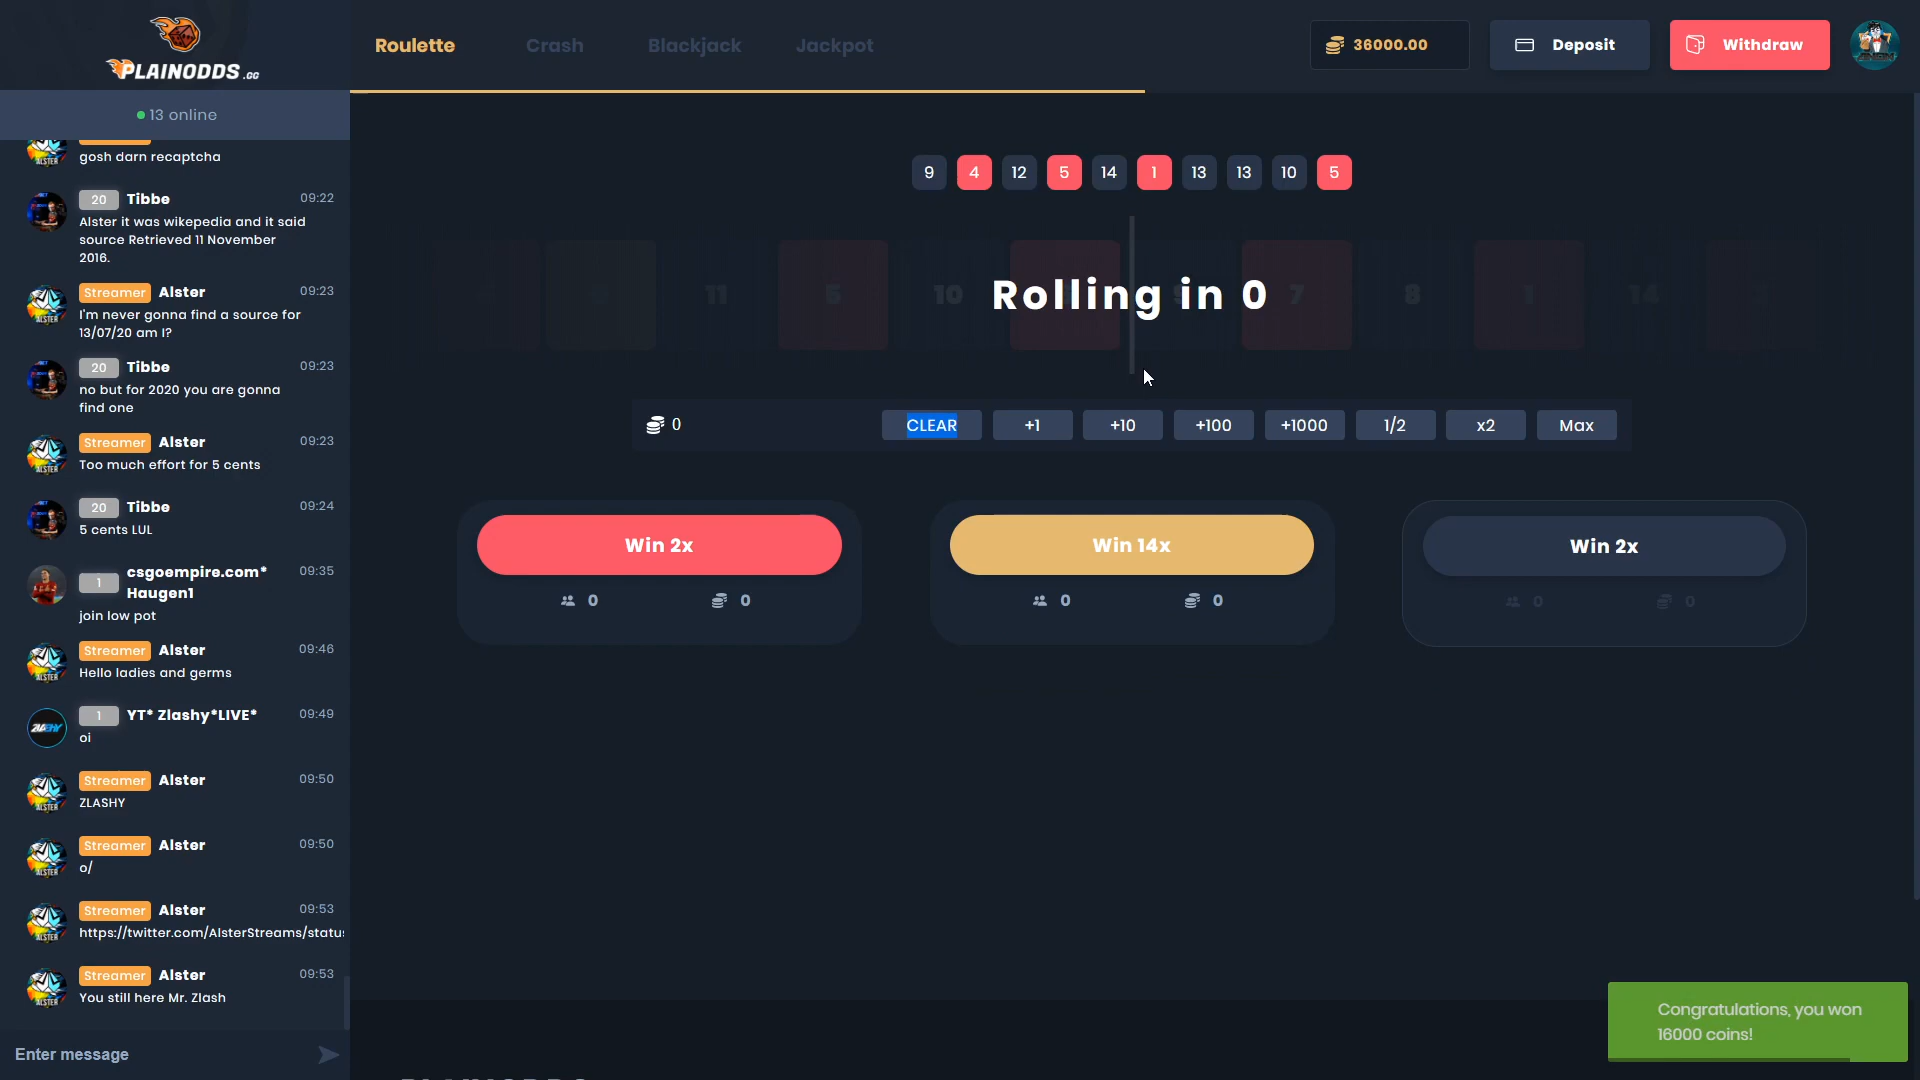 PLAINODDS.GG
Roulette
Crash
Blackjack
Jackpot
36000.00
Deposit
Withdraw
13 online
gosh darn recaptcha
20 Tibbe 09:22
Alster it was wikepedia and it said
source Retrieved 11 November
2016.
Streamer Alster 09:23
I'm never gonna find a source for
13/07/20 am I?
20 Tibbe 09:23
no but for 2020 you are gonna
find one
Streamer Alster 09:23
Too much effort for 5 cents
20 Tibbe 09:24
5 cents LUL
1 csgoempire.com* 09:35
Haugen1
join low pot
Streamer Alster 09:46
Hello ladies and germs
1 YT* Zlashy*LIVE* 09:49
oi
Streamer Alster 09:50
ZLASHY
Streamer Alster 09:50
o/
Streamer Alster 09:53
https://twitter.com/AlsterStreams/statu
Streamer Alster 09:53
You still here Mr. Zlash
Enter message
9 4 12 5 14 1 13 13 10 5
11 5 10 7 8 1 14
Rolling in 0
0 CLEAR +1 +10 +100 +1000 1/2 x2 Max
Win 2x
0 0
Win 14x
0 0
Win 2x
0 0
Congratulations, you won
16000 coins!